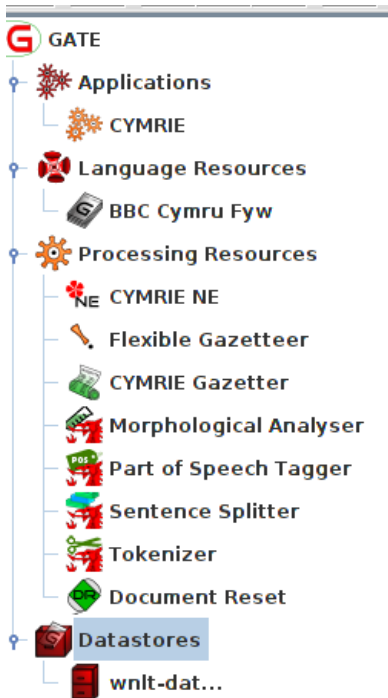 GATE
Applications
CYMRIE
Language Resources
BBC Cymru Fyw
Processing Resources
CYMRIE NE
Flexible Gazetteer
CYMRIE Gazetter
Morphological Analyser
Part of Speech Tagger
Sentence Splitter
Tokenizer
Document Reset
Datastores
wnlt-dat...